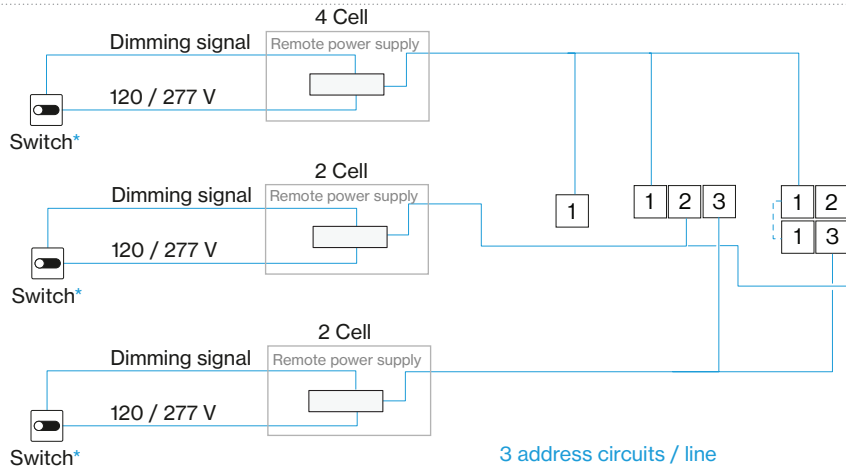 4 Cell
Dimming signal
Remote power supply
120 / 277 V
Switch*
2 Cell
Dimming signal
Remote power supply
120 / 277 V
Switch*
1
1 2 3
1 2
1 3
2 Cell
Dimming signal
Remote power supply
120 / 277 V
Switch*
3 address circuits / line